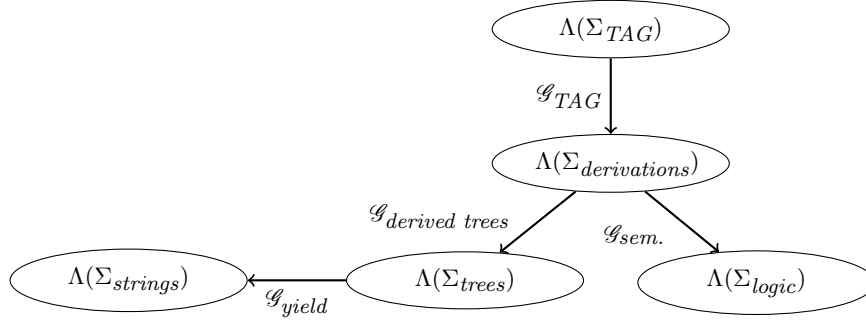 Λ(Σ_TAG)
𝒢_TAG
Λ(Σ_derivations)
𝒢_derived trees
𝒢_sem.
Λ(Σ_strings)
𝒢_yield
Λ(Σ_trees)
Λ(Σ_logic)